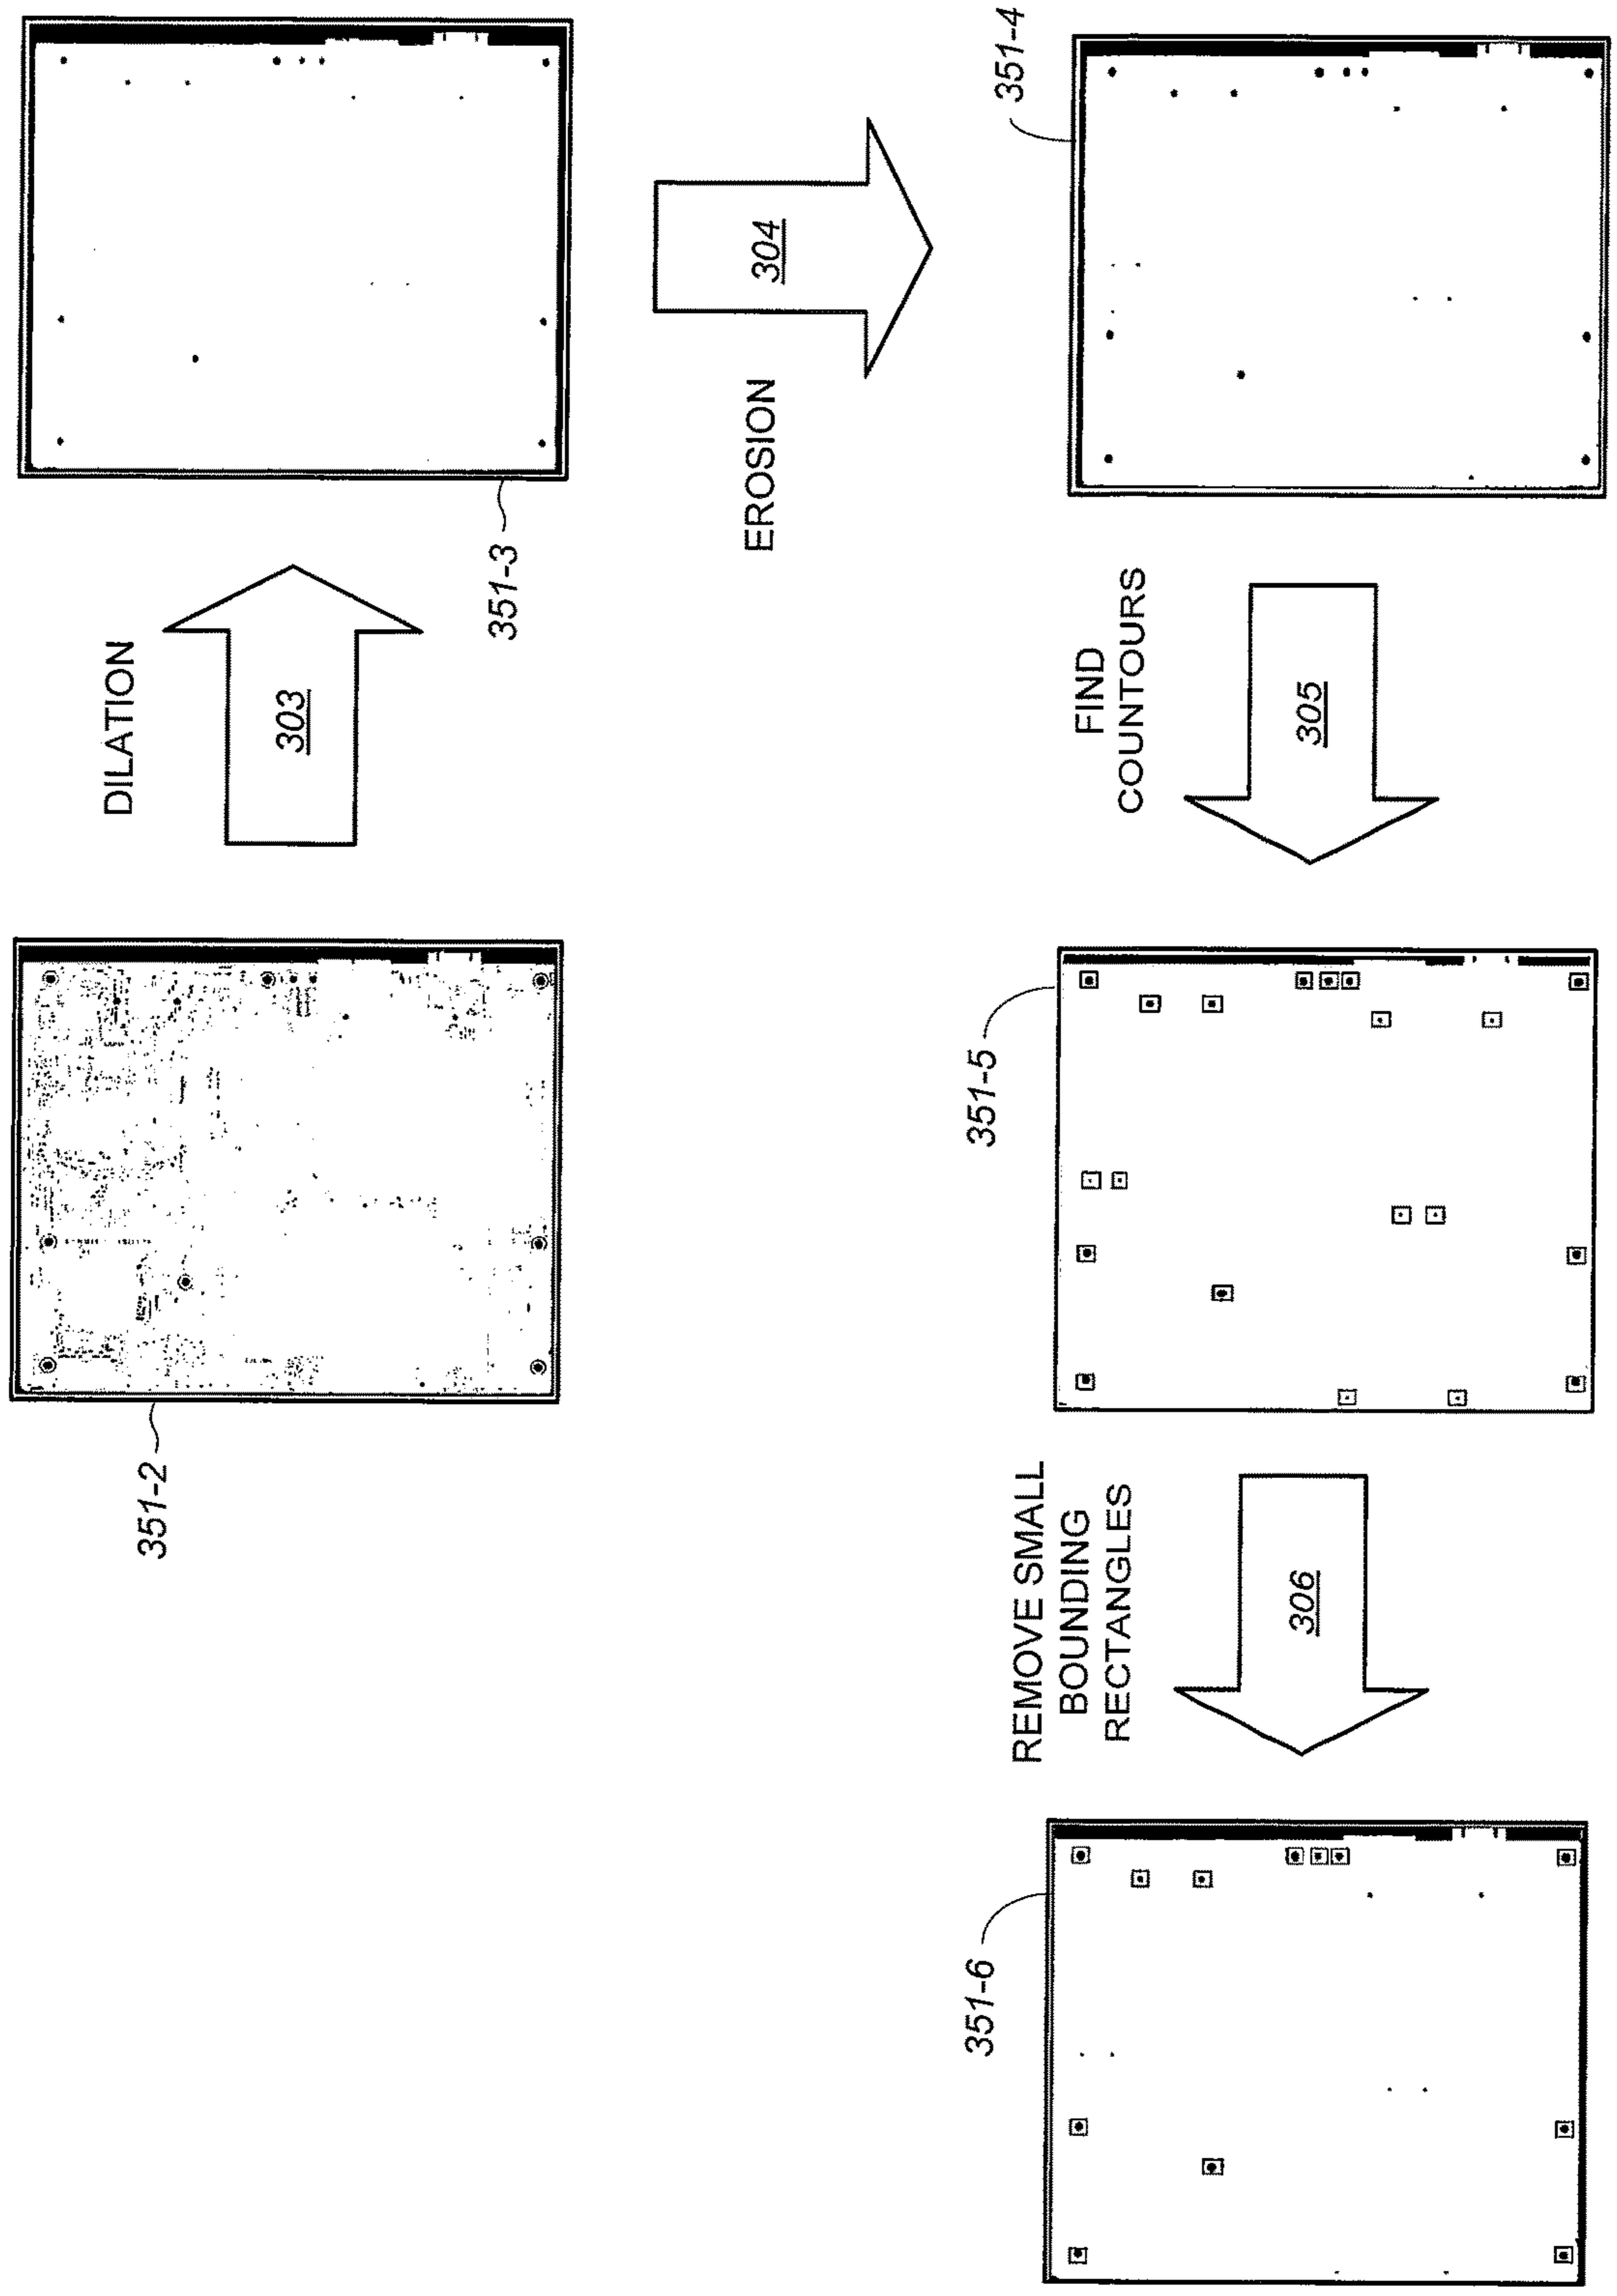 351-2
DILATION
303
351-3
EROSION
304
351-4
FIND
COUNTOURS
305
351-5
REMOVE SMALL
BOUNDING
RECTANGLES
306
351-6